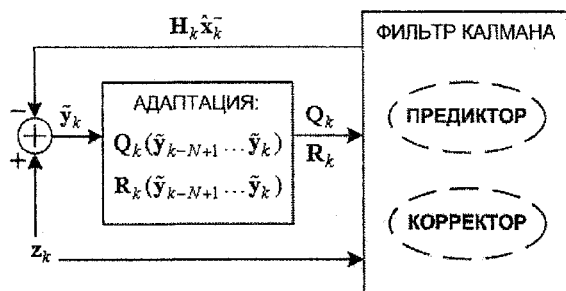 H_k x̂_k^-
ФИЛЬТР КАЛМАНА
АДАПТАЦИЯ:
ỹ_k
Q_k(ỹ_{k−N+1}...ỹ_k)
R_k(ỹ_{k−N+1}...ỹ_k)
Q_k
R_k
ПРЕДИКТОР
КОРРЕКТОР
−
+
z_k